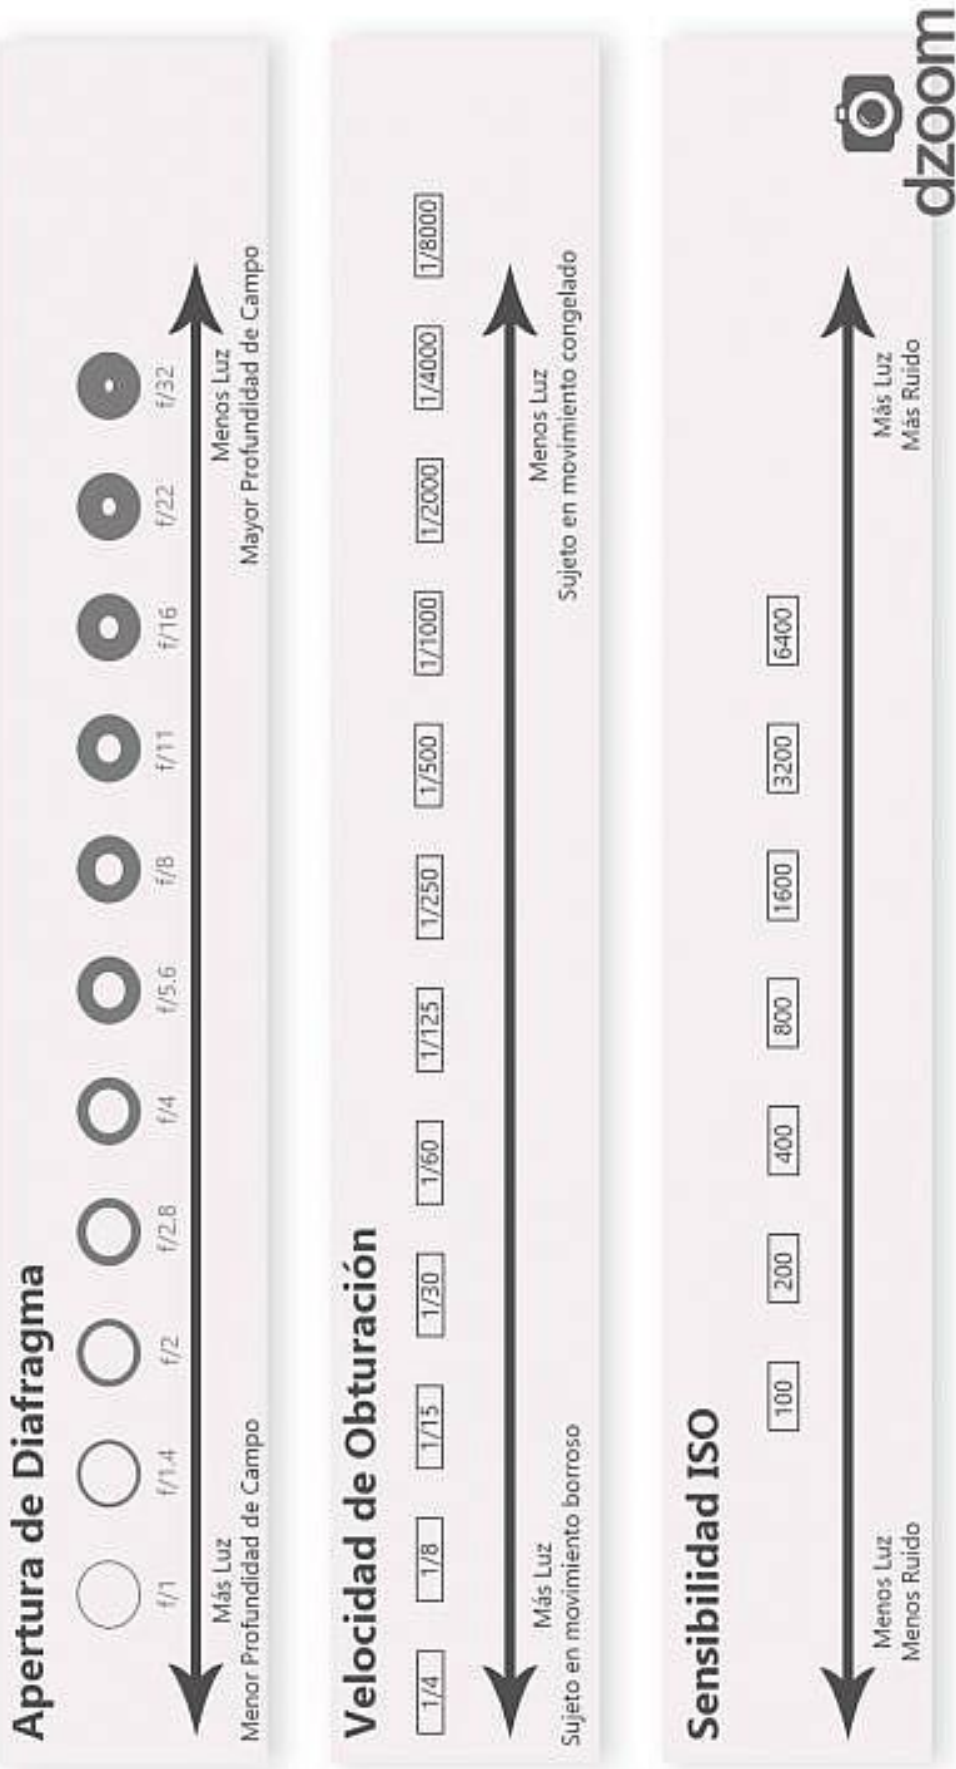 Apertura de Diafragma
f/1 f/1.4 f/2 f/2.8 f/4 f/5.6 f/8 f/11 f/16 f/22 f/32
Más Luz
Menor Profundidad de Campo
Menos Luz
Mayor Profundidad de Campo
Velocidad de Obturación
1/4 1/8 1/15 1/30 1/60 1/125 1/250 1/500 1/1000 1/2000 1/4000 1/8000
Más Luz
Sujeto en movimiento borroso
Menos Luz
Sujeto en movimiento congelado
Sensibilidad ISO
100 200 400 800 1600 3200 6400
Menos Luz
Menos Ruido
Más Luz
Más Ruido
dzoom